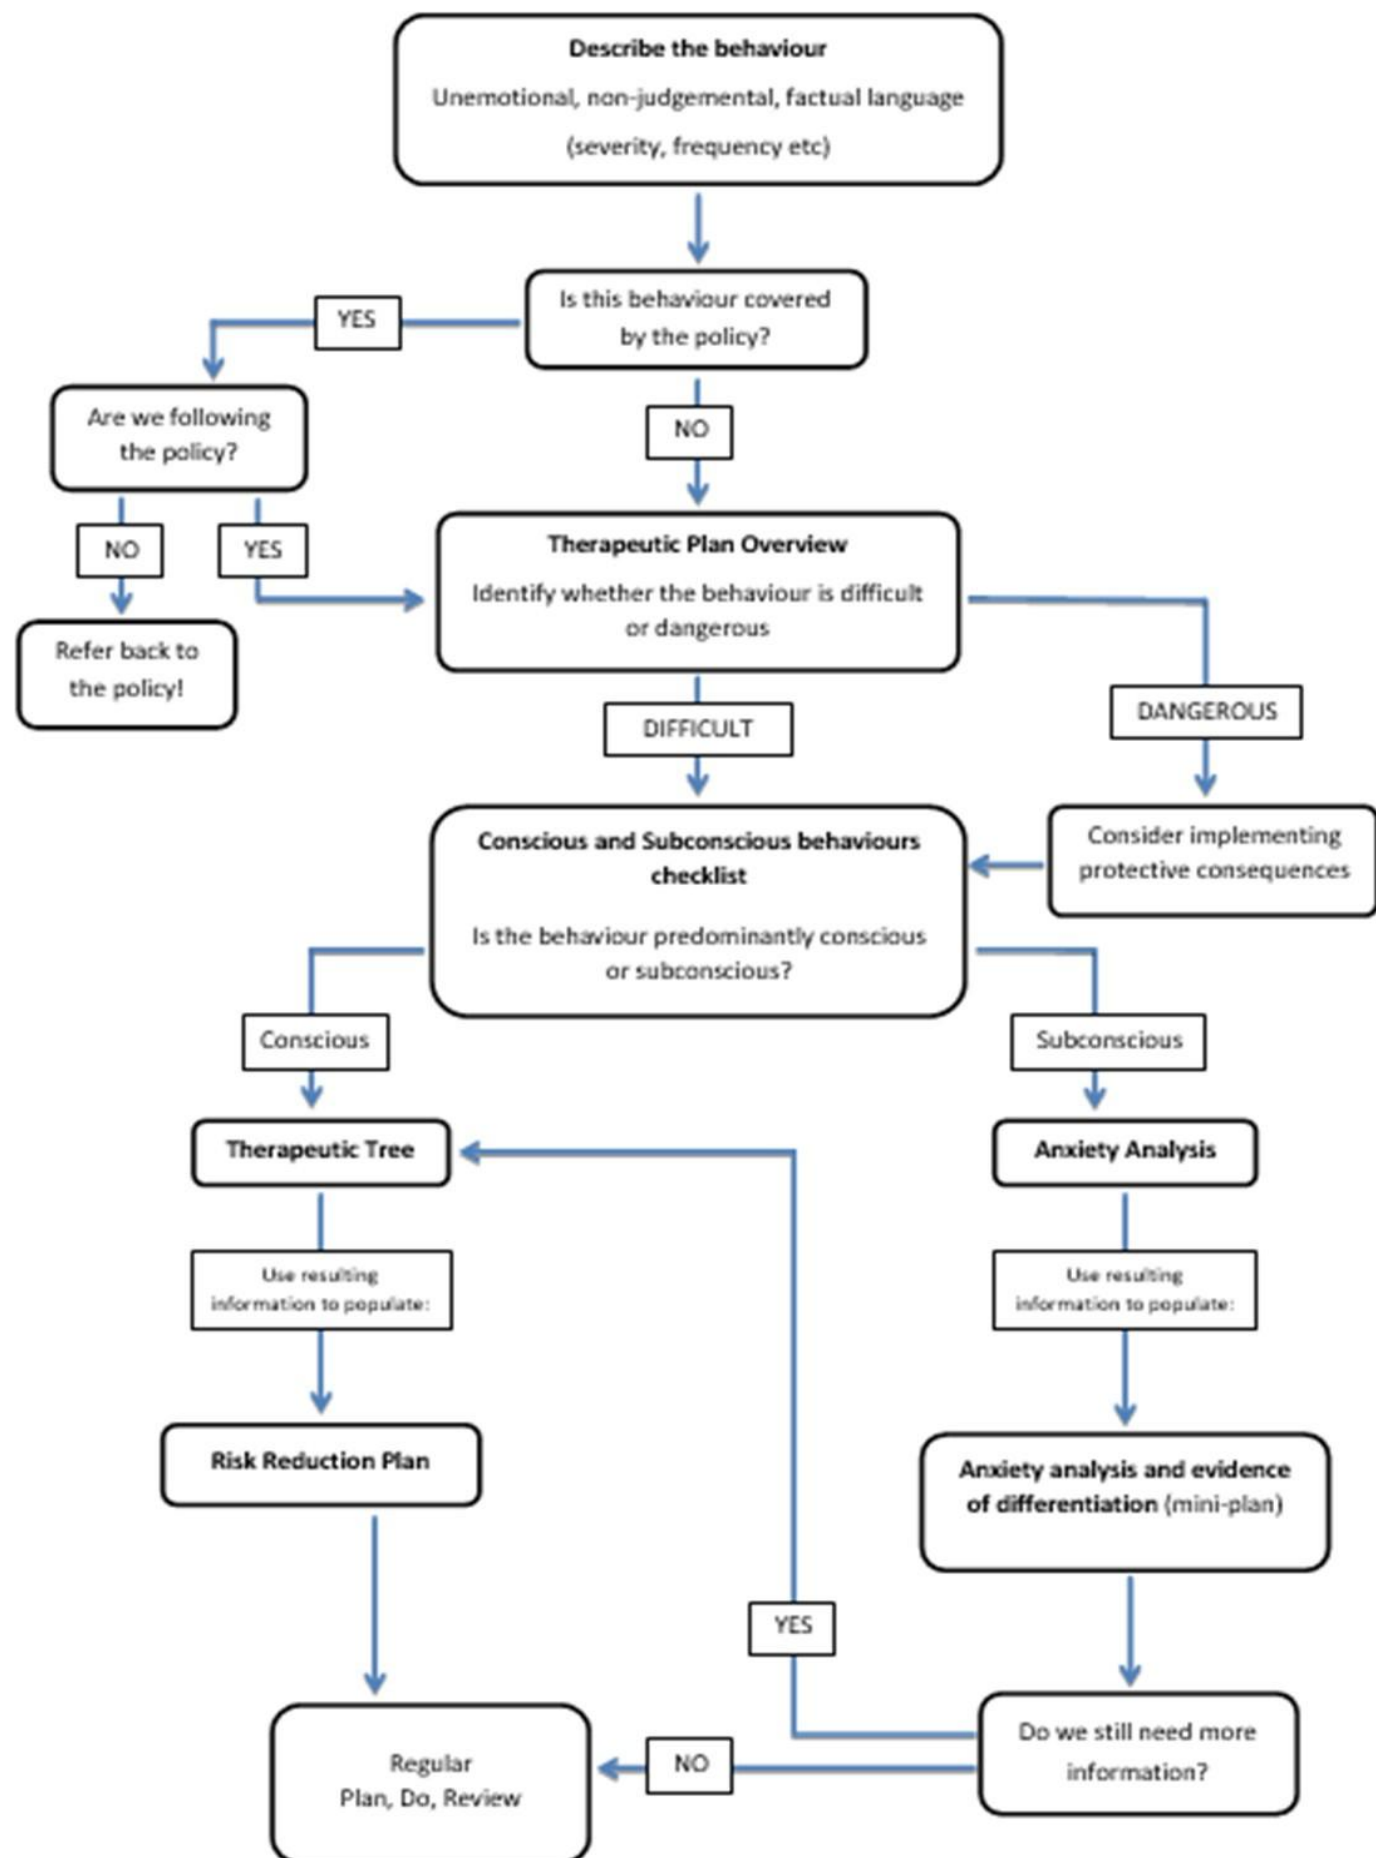 Describe the behaviour
Unemotional, non-judgemental, factual language
(severity, frequency etc)
Is this behaviour covered
by the policy?
YES
Are we following
the policy?
NO
NO
YES
Therapeutic Plan Overview
Identify whether the behaviour is difficult
or dangerous
Refer back to
the policy!
DIFFICULT
DANGEROUS
Conscious and Subconscious behaviours
checklist
Is the behaviour predominantly conscious
or subconscious?
Consider implementing
protective consequences
Conscious
Subconscious
Therapeutic Tree
Anxiety Analysis
Use resulting
information to populate:
Use resulting
information to populate:
Risk Reduction Plan
Anxiety analysis and evidence
of differentiation (mini-plan)
YES
Do we still need more
information?
NO
Regular
Plan, Do, Review